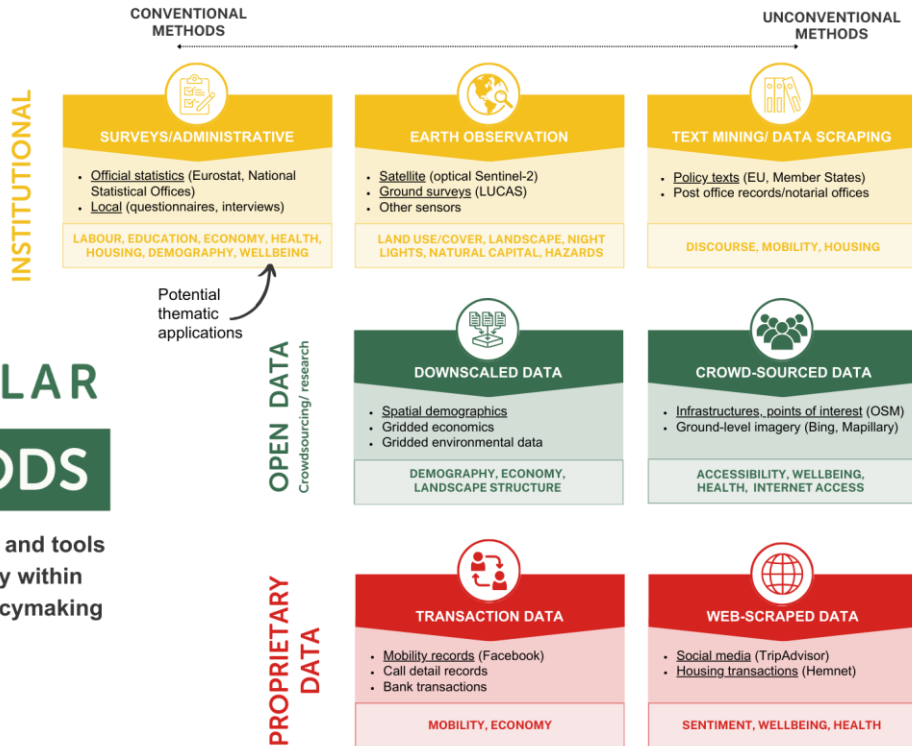 CONVENTIONAL
METHODS
UNCONVENTIONAL
METHODS
INSTITUTIONAL
SURVEYS/ADMINISTRATIVE
• Official statistics (Eurostat, National
Statistical Offices)
• Local (questionnaires, interviews)
LABOUR, EDUCATION, ECONOMY, HEALTH,
HOUSING, DEMOGRAPHY, WELLBEING
EARTH OBSERVATION
• Satellite (optical Sentinel-2)
• Ground surveys (LUCAS)
• Other sensors
LAND USE/COVER, LANDSCAPE, NIGHT
LIGHTS, NATURAL CAPITAL, HAZARDS
TEXT MINING/ DATA SCRAPING
• Policy texts (EU, Member States)
• Post office records/notarial offices
DISCOURSE, MOBILITY, HOUSING
Potential
thematic
applications
LAR
ODS
and tools
y within
cymaking
OPEN DATA
Crowdsourcing/ research
DOWNSCALED DATA
• Spatial demographics
• Gridded economics
• Gridded environmental data
DEMOGRAPHY, ECONOMY,
LANDSCAPE STRUCTURE
CROWD-SOURCED DATA
• Infrastructures, points of interest (OSM)
• Ground-level imagery (Bing, Mapillary)
ACCESSIBILITY, WELLBEING,
HEALTH, INTERNET ACCESS
PROPRIETARY
DATA
TRANSACTION DATA
• Mobility records (Facebook)
• Call detail records
• Bank transactions
MOBILITY, ECONOMY
WEB-SCRAPED DATA
• Social media (TripAdvisor)
• Housing transactions (Hemnet)
SENTIMENT, WELLBEING, HEALTH